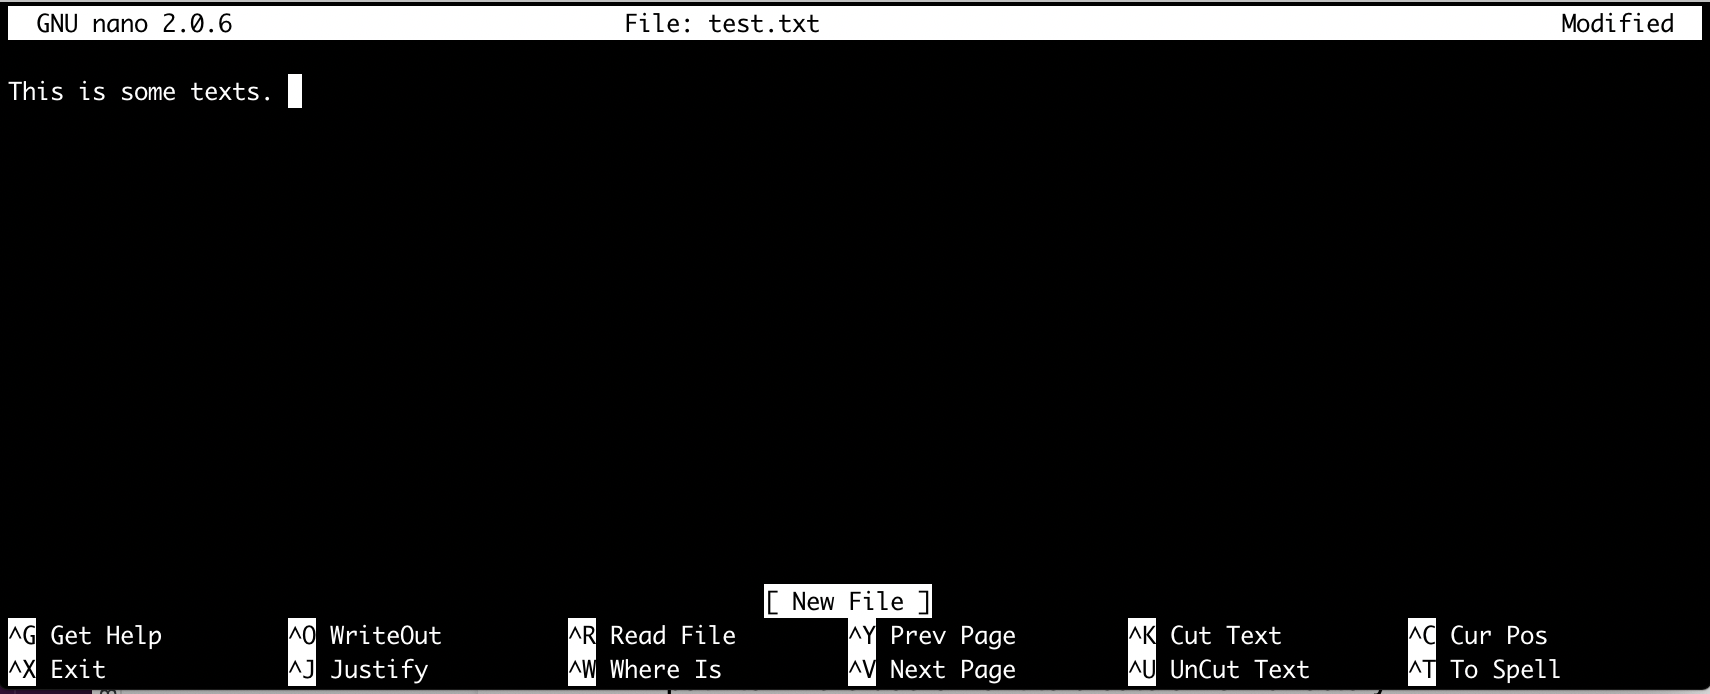 GNU nano 2.0.6 File: test.txt Modified
This is some texts.
[ New File ]
^G Get Help ^O WriteOut ^R Read File ^Y Prev Page ^K Cut Text ^C Cur Pos
^X Exit ^J Justify ^W Where Is ^V Next Page ^U UnCut Text ^T To Spell